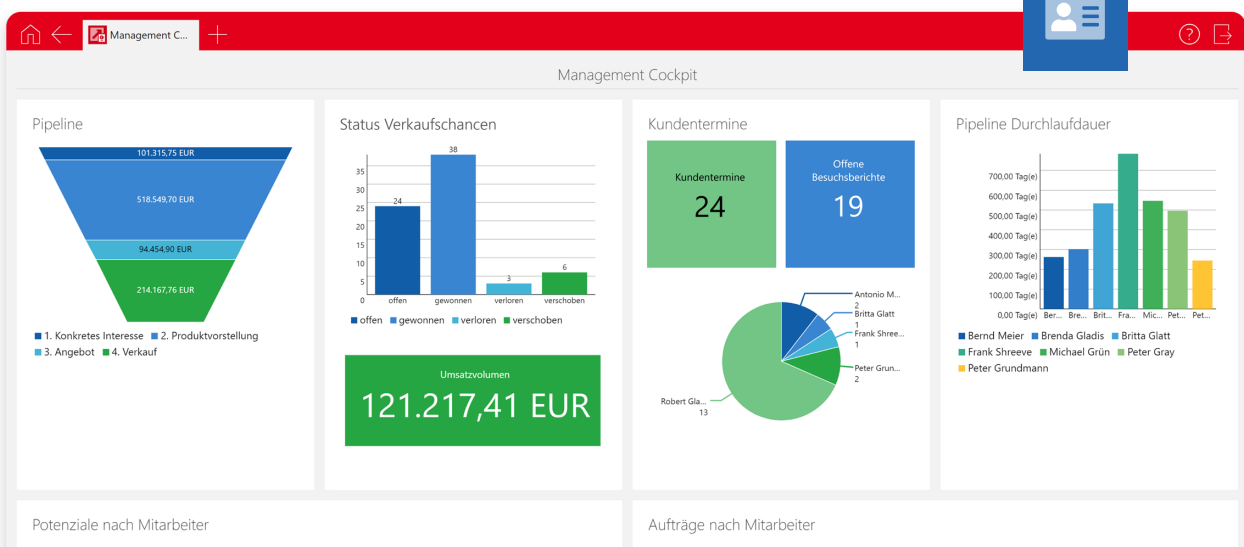 Management C...
Management Cockpit
Pipeline
101.315,75 EUR
518.549,70 EUR
94.454,90 EUR
214.167,76 EUR
1. Konkretes Interesse 2. Produktvorstellung
3. Angebot 4. Verkauf
Status Verkaufschancen
38
35
30
24
25
20
15
10
6
3
5
0
offen gewonnen verloren verschoben
offen gewonnen verloren verschoben
Umsatzvolumen
121.217,41 EUR
Kundentermine
Kundentermine
24
Offene
Besuchsberichte
19
Antonio M...
2
Britta Glatt
1
Frank Shree...
1
Peter Grun...
2
Robert Gla...
13
Pipeline Durchlaufdauer
700,00 Tag(e)
600,00 Tag(e)
500,00 Tag(e)
400,00 Tag(e)
300,00 Tag(e)
200,00 Tag(e)
100,00 Tag(e)
0,00 Tag(e)
Ber... Bre... Brit... Fra... Mic... Pet... Pet...
Bernd Meier Brenda Gladis Britta Glatt
Frank Shreeve Michael Grün Peter Gray
Peter Grundmann
Potenziale nach Mitarbeiter
Aufträge nach Mitarbeiter